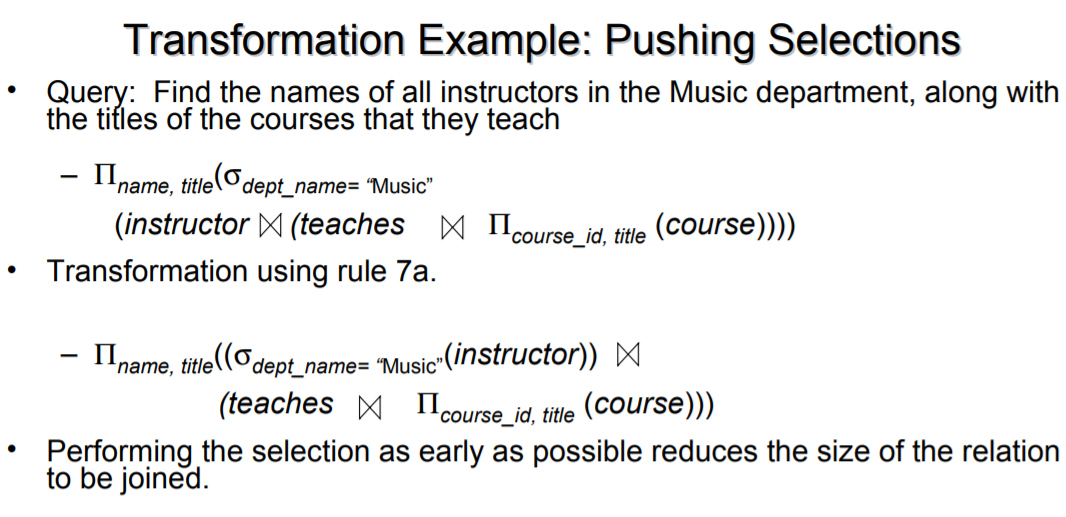 Transformation Example: Pushing Selections
• Query: Find the names of all instructors in the Music department, along with
the titles of the courses that they teach
– Πname, title(σdept_name= “Music”
(instructor ⨝ (teaches ⨝ Πcourse_id, title (course))))
• Transformation using rule 7a.
– Πname, title((σdept_name= “Music”(instructor)) ⨝
(teaches ⨝ Πcourse_id, title (course)))
• Performing the selection as early as possible reduces the size of the relation
to be joined.